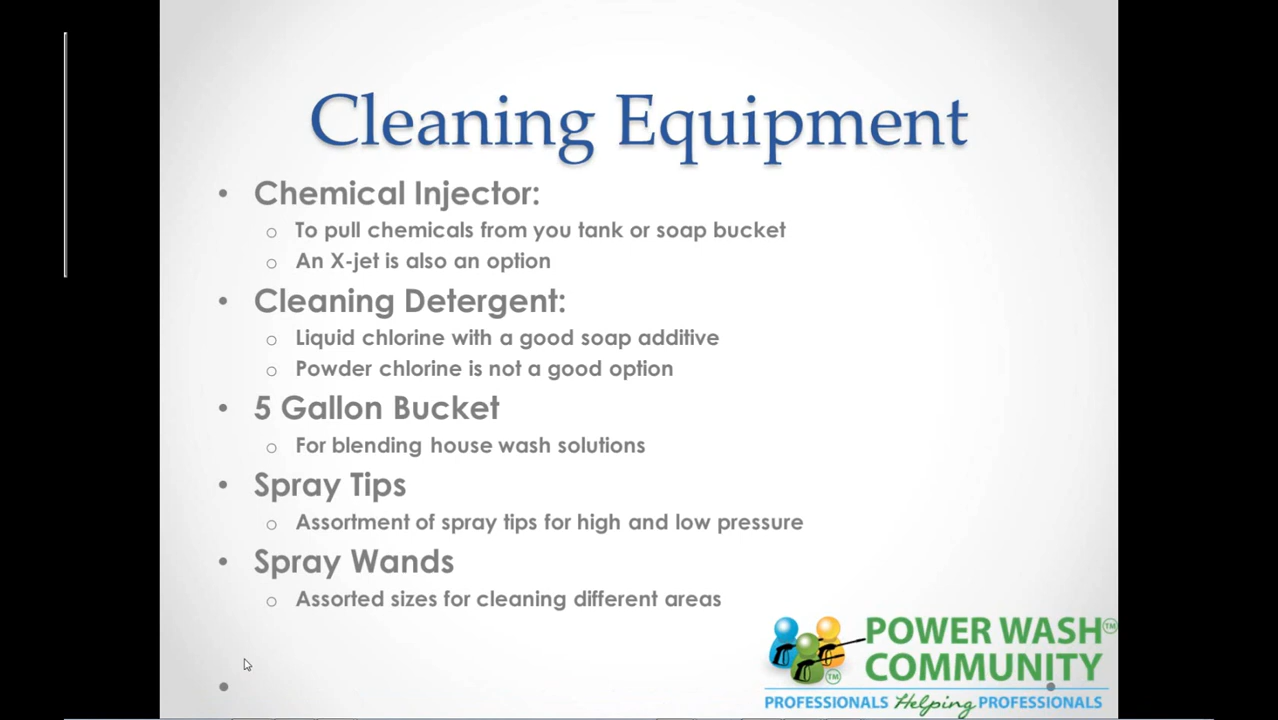 Cleaning Equipment
• Chemical Injector:
o To pull chemicals from you tank or soap bucket
o An X-jet is also an option
• Cleaning Detergent:
o Liquid chlorine with a good soap additive
o Powder chlorine is not a good option
• 5 Gallon Bucket
o For blending house wash solutions
• Spray Tips
o Assortment of spray tips for high and low pressure
• Spray Wands
o Assorted sizes for cleaning different areas
POWER WASH TM
COMMUNITY
TM
PROFESSIONALS Helping PROFESSIONALS